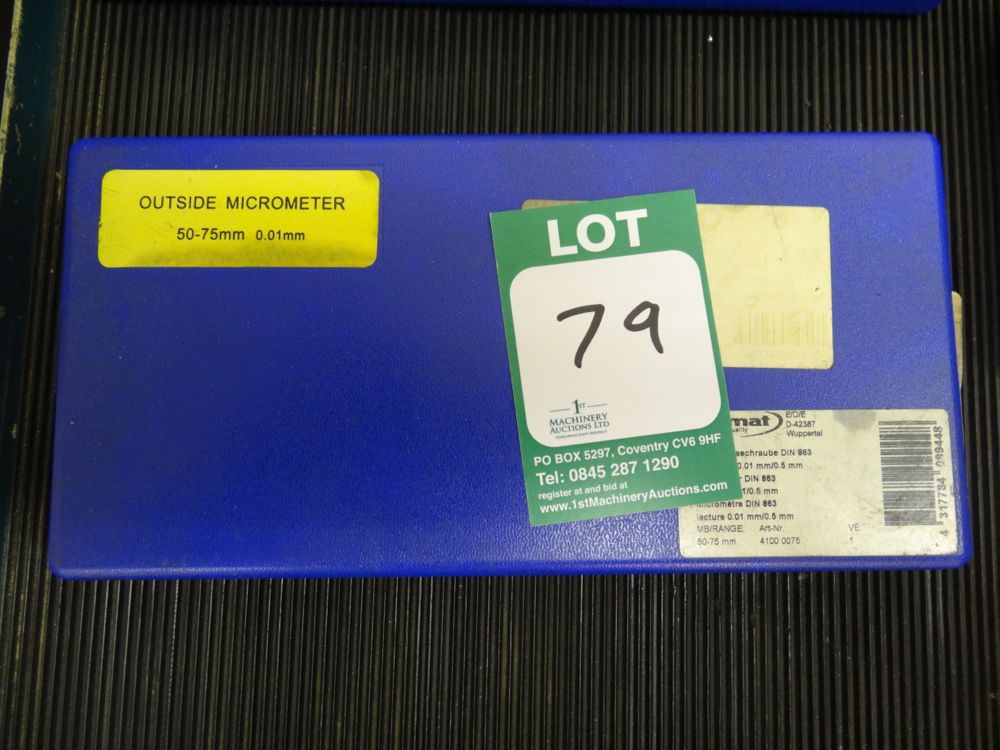 OUTSIDE MICROMETER
50-75mm 0.01mm
LOT
79
1ST
MACHINERY
AUCTIONS LTD
PO BOX 5297, Coventry CV6 9HF
Tel: 0845 287 1290
register at and bid at
www.1stMachineryAuctions.com
mat
E/D/E
D-42387
Wuppertal
sschraube DIN 863
0.01 mm/0.5 mm
DIN 863
/0.5 mm
Micromètre DIN 863
lecture 0.01 mm/0.5 mm
MB/RANGE: Art-Nr.: VE
50-75 mm 4100 0075 1
4 317784 099448